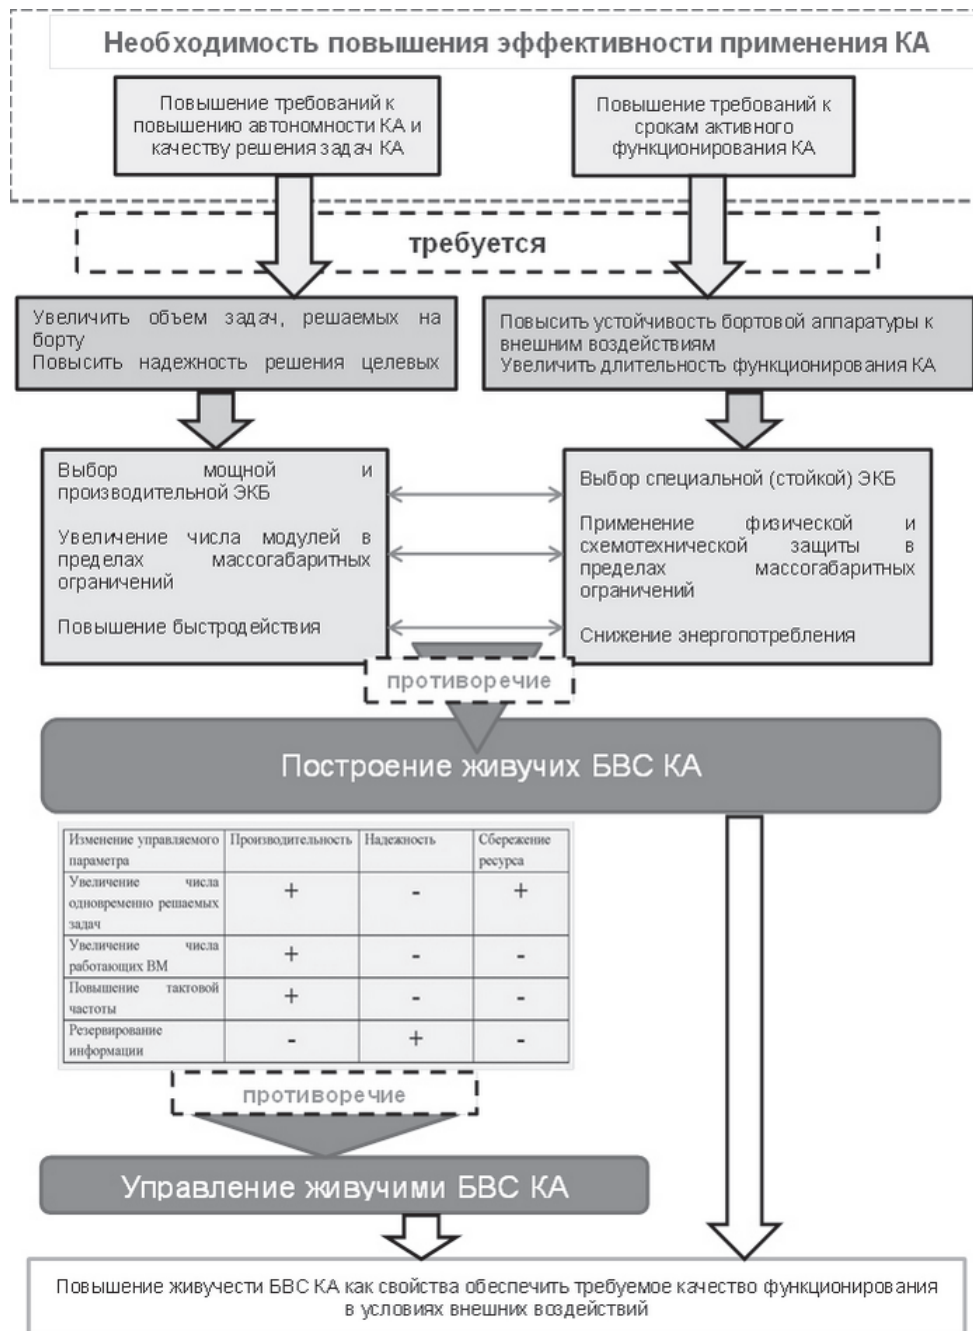 Необходимость повышения эффективности применения КА
Повышение требований к
повышению автономности КА и
качеству решения задач КА
Повышение требований к
срокам активного
функционирования КА
требуется
Увеличить объем задач, решаемых на
борту
Повысить надежность решения целевых
Повысить устойчивость бортовой аппаратуры к
внешним воздействиям
Увеличить длительность функционирования КА
Выбор мощной и
производительной ЭКБ
Увеличение числа модулей в
пределах массогабаритных
ограничений
Повышение быстродействия
Выбор специальной (стойкой) ЭКБ
Применение физической и
схемотехнической защиты в
пределах массогабаритных
ограничений
Снижение энергопотребления
противоречие
Построение живучих БВС КА
Изменение управляемого параметра Производительность Надежность Сбережение ресурса
Увеличение числа одновременно решаемых задач + - +
Увеличение числа работающих ВМ + - -
Повышение тактовой частоты + - -
Резервирование информации - + -
противоречие
Управление живучими БВС КА
Повышение живучести БВС КА как свойства обеспечить требуемое качество функционирования
в условиях внешних воздействий